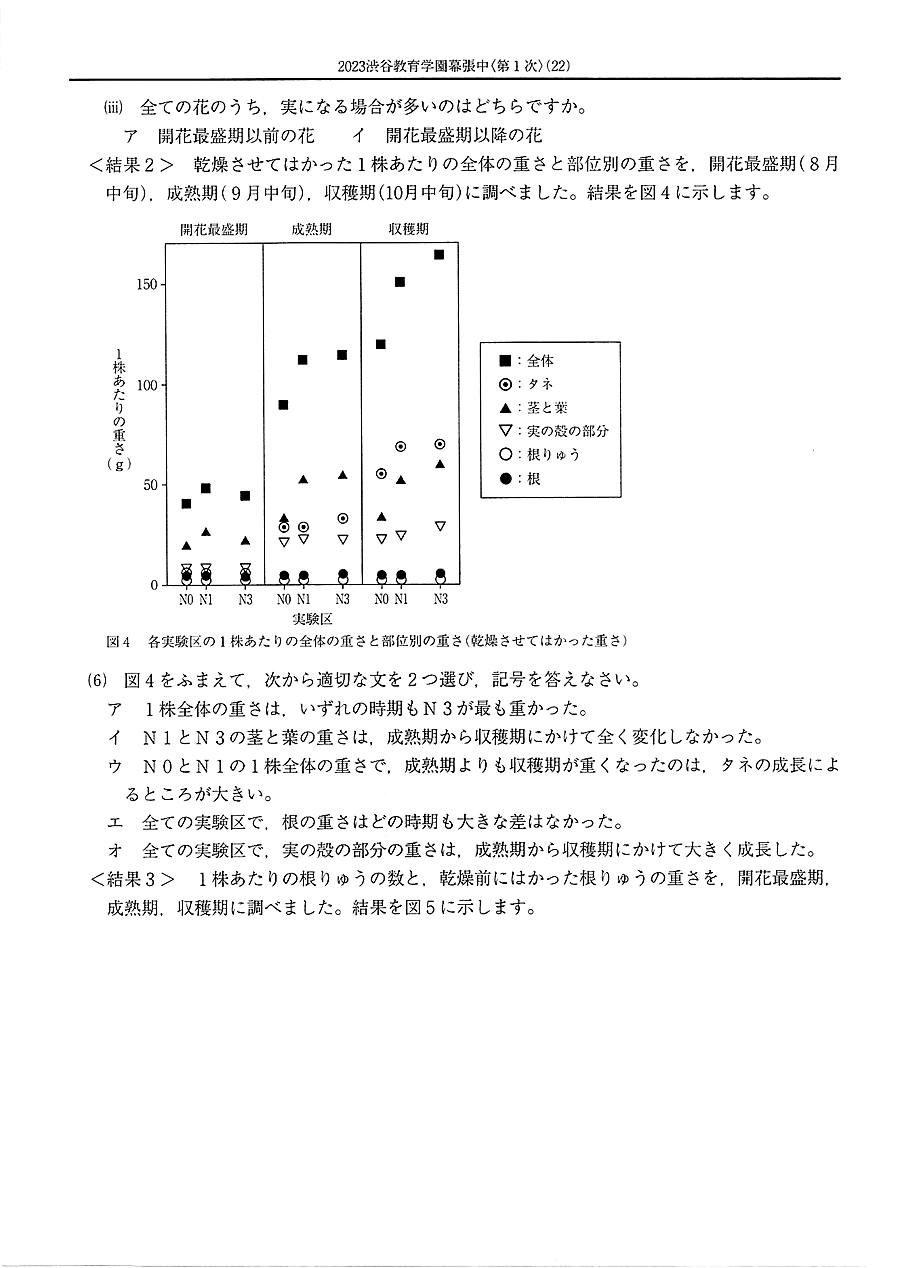 2023渋谷教育学園幕張中〈第1次〉(22)
(ⅲ) 全ての花のうち，実になる場合が多いのはどちらですか。
ア 開花最盛期以前の花 イ 開花最盛期以降の花
＜結果2＞ 乾燥させてはかった1株あたりの全体の重さと部位別の重さを，開花最盛期(8月
中旬)，成熟期(9月中旬)，収穫期(10月中旬)に調べました。結果を図4に示します。
開花最盛期 成熟期 収穫期
150
100
50
0
1株あたりの重さ(g)
N0 N1 N3 N0 N1 N3 N0 N1 N3
実験区
■：全体
◉：タネ
▲：茎と葉
▽：実の殻の部分
○：根りゅう
●：根
図4 各実験区の1株あたりの全体の重さと部位別の重さ(乾燥させてはかった重さ)
(6) 図4をふまえて，次から適切な文を2つ選び，記号を答えなさい。
ア 1株全体の重さは，いずれの時期もN3が最も重かった。
イ N1とN3の茎と葉の重さは，成熟期から収穫期にかけて全く変化しなかった。
ウ N0とN1の1株全体の重さで，成熟期よりも収穫期が重くなったのは，タネの成長によ
るところが大きい。
エ 全ての実験区で，根の重さはどの時期も大きな差はなかった。
オ 全ての実験区で，実の殻の部分の重さは，成熟期から収穫期にかけて大きく成長した。
＜結果3＞ 1株あたりの根りゅうの数と，乾燥前にはかった根りゅうの重さを，開花最盛期，
成熟期，収穫期に調べました。結果を図5に示します。